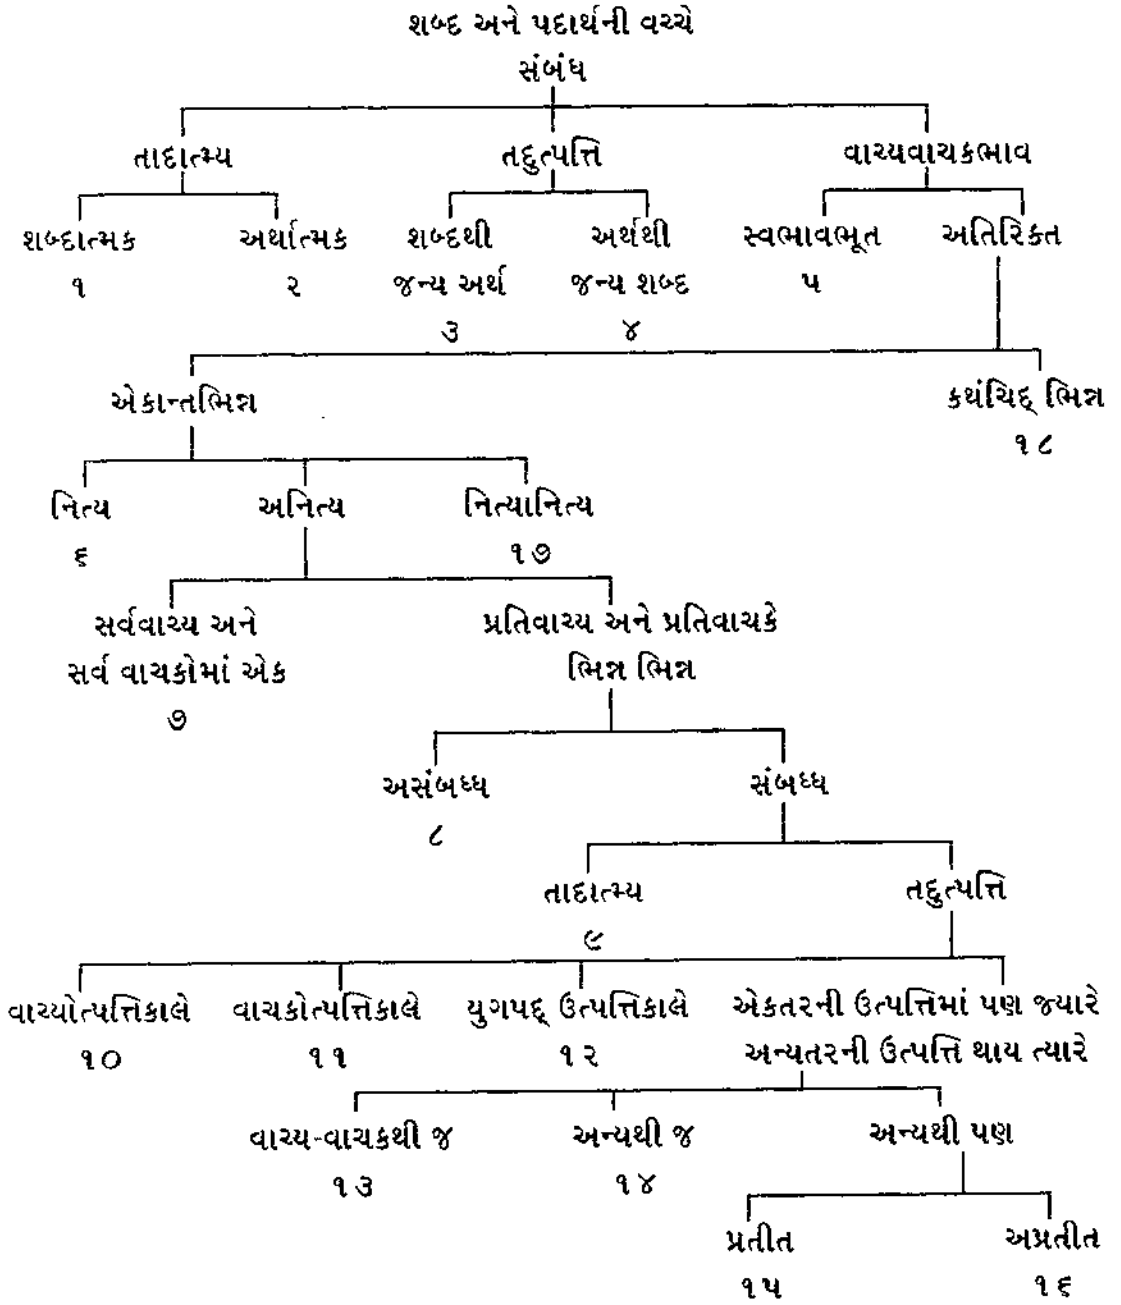 શબ્દ અને પદાર્થની વચ્ચે
સંબંધ
તાદાત્મ્ય તદુત્પત્તિ વાચ્યવાચકભાવ
શબ્દાત્મક અર્થાત્મક શબ્દથી અર્થથી સ્વભાવભૂત અતિરિક્ત
૧ ૨ જન્ય અર્થ જન્ય શબ્દ ૫
૩ ૪
એકાન્તભિન્ન કથંચિદ્ ભિન્ન
૧૮
નિત્ય અનિત્ય નિત્યાનિત્ય
૬ ૧૭
સર્વવાચ્ય અને પ્રતિવાચ્ય અને પ્રતિવાચકે
સર્વ વાચકોમાં એક ભિન્ન ભિન્ન
૭
અસંબધ્ધ સંબધ્ધ
૮
તાદાત્મ્ય તદુત્પત્તિ
૯
વાચ્યોત્પત્તિકાલે વાચકોત્પત્તિકાલે યુગપદ્ ઉત્પત્તિકાલે એકતરની ઉત્પત્તિમાં પણ જ્યારે
૧૦ ૧૧ ૧૨ અન્યતરની ઉત્પત્તિ થાય ત્યારે
વાચ્ય-વાચકથી જ અન્યથી જ અન્યથી પણ
૧૩ ૧૪
પ્રતીત અપ્રતીત
૧૫ ૧૬